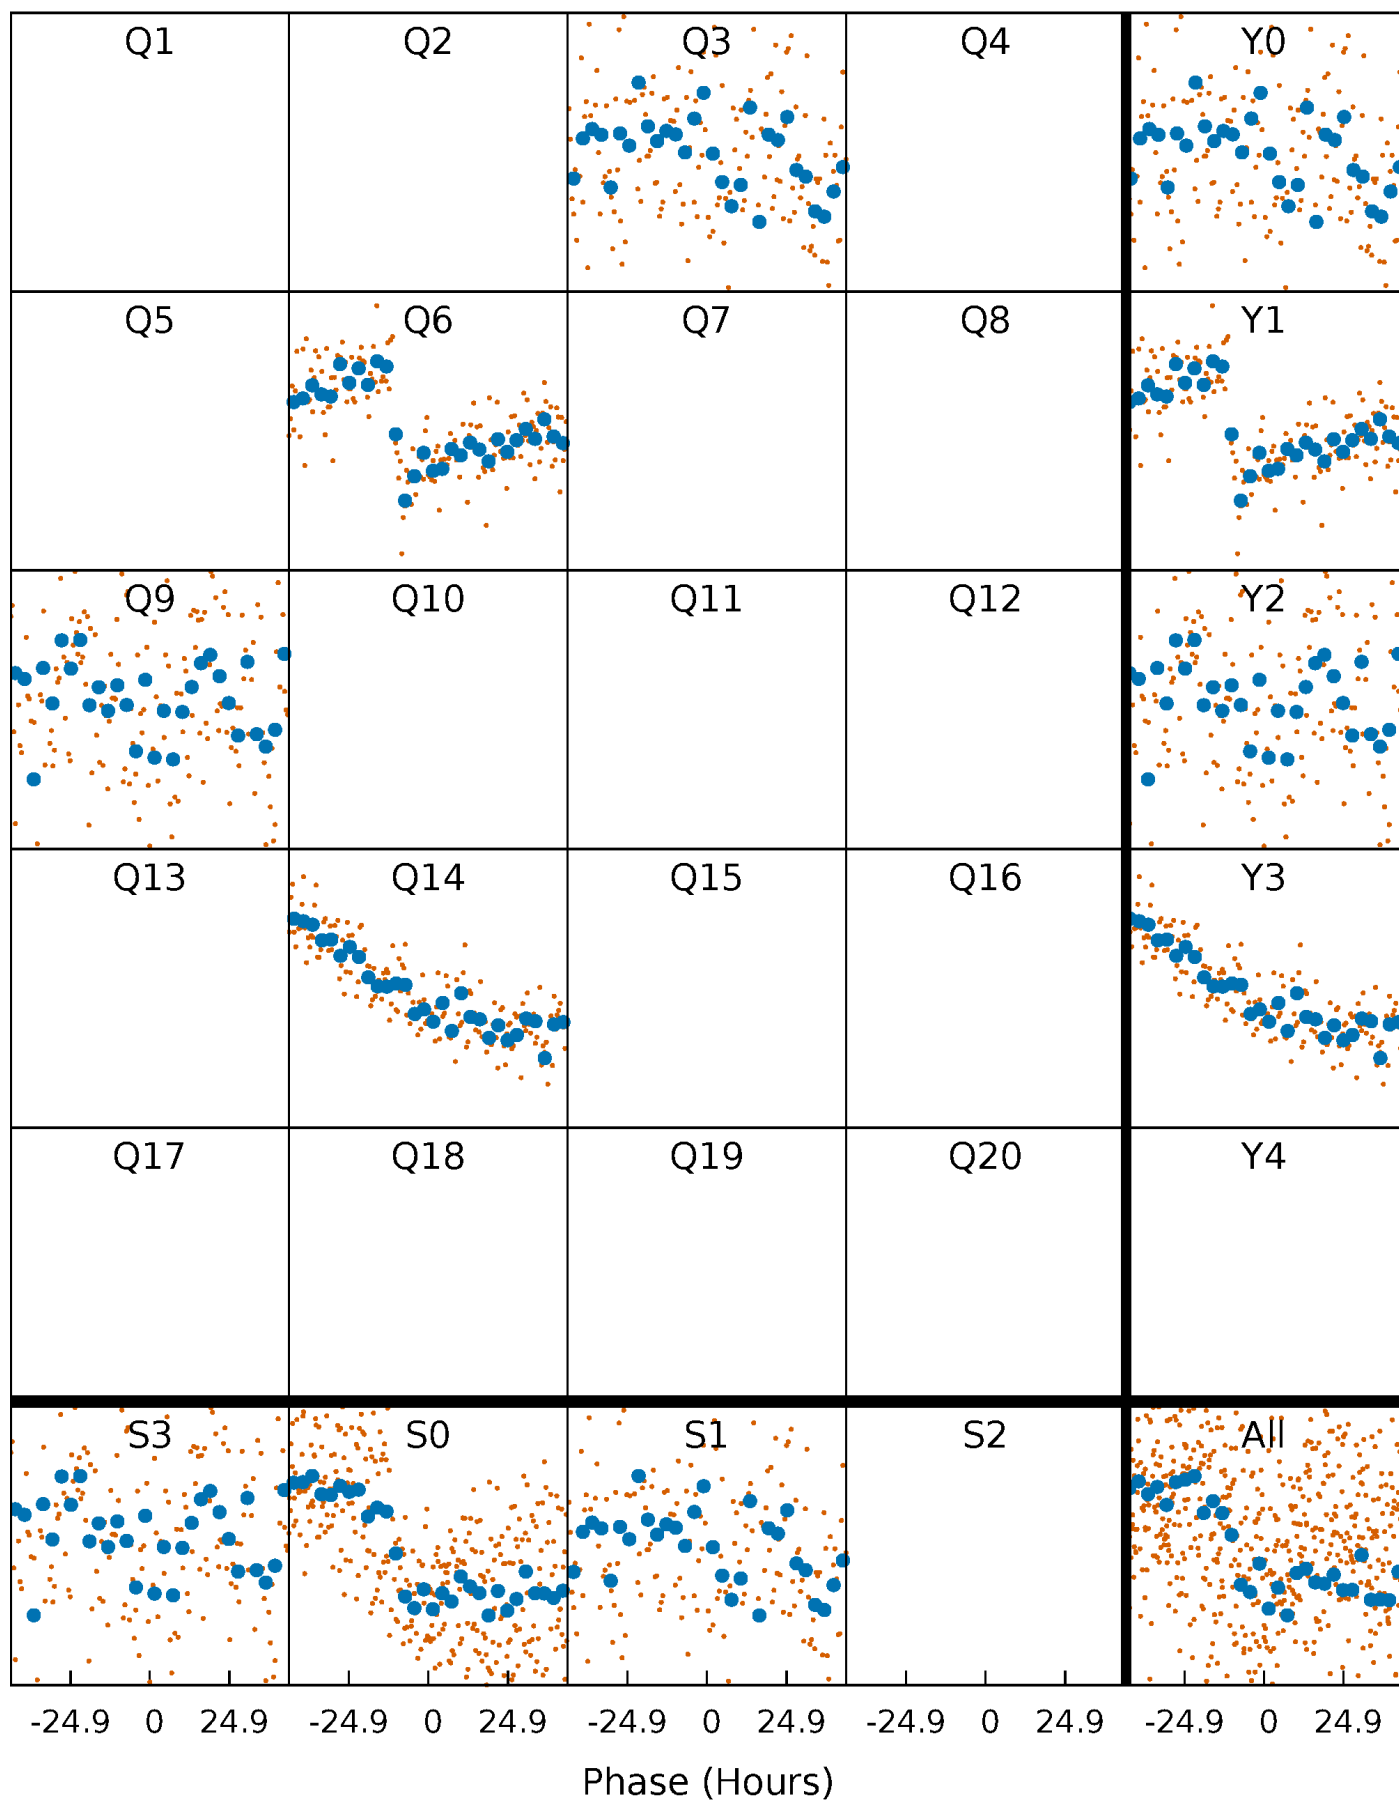 Q1 Q2 Q3 Q4 Y0
Q5 Q6 Q7 Q8 Y1
Q9 Q10 Q11 Q12 Y2
Q13 Q14 Q15 Q16 Y3
Q17 Q18 Q19 Q20 Y4
S3 S0 S1 S2 All
-24.9 0 24.9 -24.9 0 24.9 -24.9 0 24.9 -24.9 0 24.9 -24.9 0 24.9
Phase (Hours)